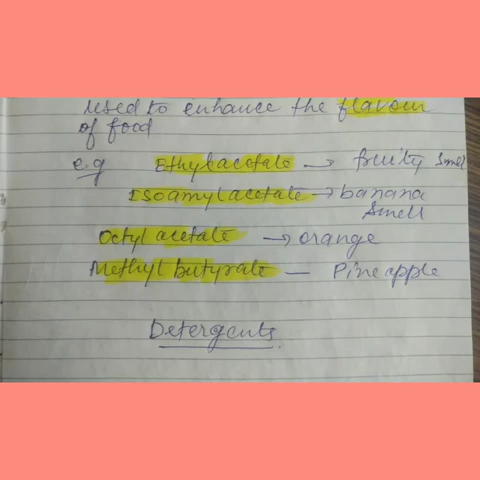 used to enhance the flavour
of food
e.g Ethylacetate → fruity smel
Isoamylacetate → banana
smell
Octyl acetate → orange
Methyl butyrate — Pineapple
Detergents.